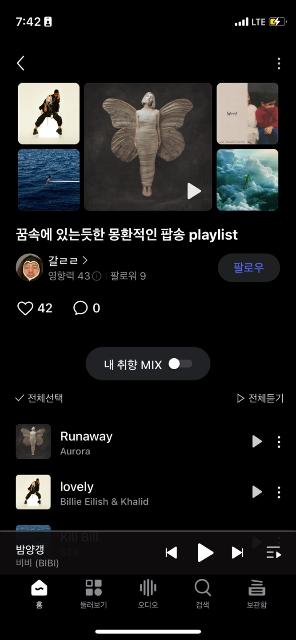 7:42
LTE
꿈속에 있는듯한 몽환적인 팝송 playlist
갈ㄹㄹ
영향력 43 팔로워 9
팔로우
42
0
내 취향 MIX
전체선택
전체듣기
Runaway
Aurora
lovely
Billie Eilish & Khalid
Kill Bill
밤양갱
비비 (BIBI)
홈
둘러보기
오디오
검색
보관함